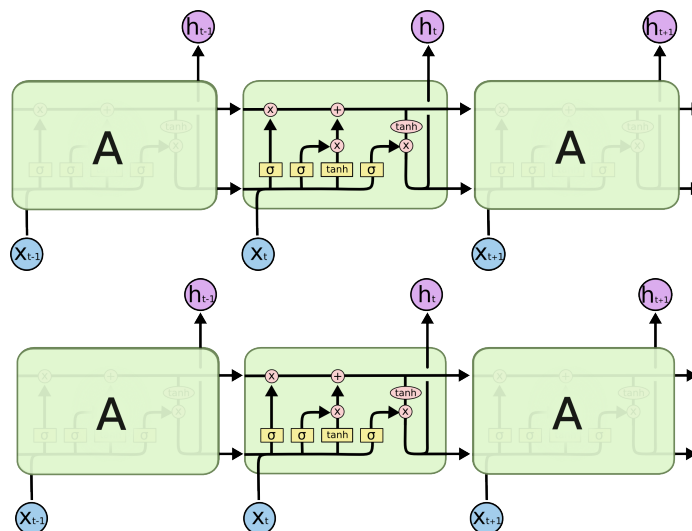 hₜ₋₁ hₜ hₜ₊₁
x + tanh
A
σ σ tanh σ x x
A
Xₜ₋₁ Xₜ Xₜ₊₁
hₜ₋₁ hₜ hₜ₊₁
x + tanh
A
σ σ tanh σ x x
A
Xₜ₋₁ Xₜ Xₜ₊₁